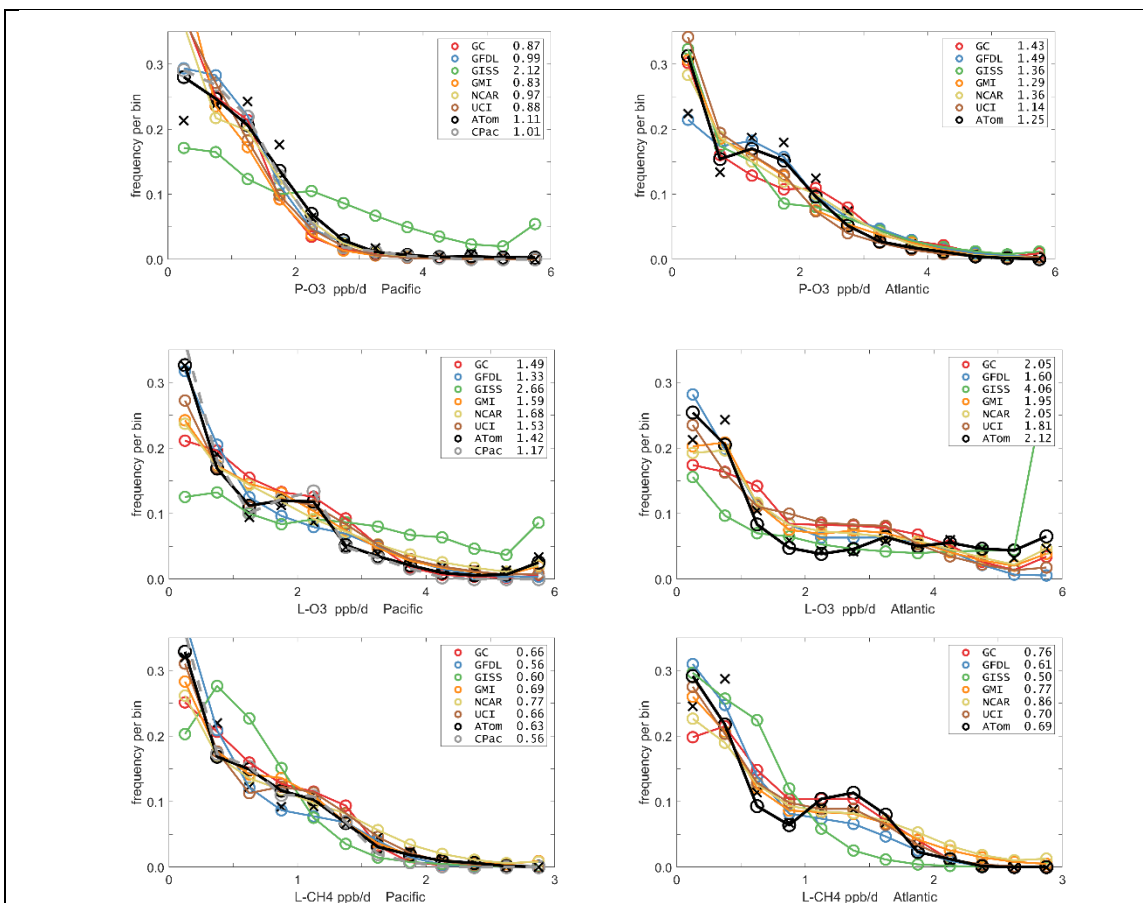 frequency per bin
0.3
0.2
0.1
0.0
0 2 4 6
P-O3 ppb/d Pacific
GC 0.87
GFDL 0.99
GISS 2.12
GMI 0.83
NCAR 0.97
UCI 0.88
ATom 1.11
CPac 1.01
frequency per bin
0.3
0.2
0.1
0.0
0 2 4 6
P-O3 ppb/d Atlantic
GC 1.43
GFDL 1.49
GISS 1.36
GMI 1.29
NCAR 1.36
UCI 1.14
ATom 1.25
frequency per bin
0.3
0.2
0.1
0.0
0 2 4 6
L-O3 ppb/d Pacific
GC 1.49
GFDL 1.33
GISS 2.66
GMI 1.59
NCAR 1.68
UCI 1.53
ATom 1.42
CPac 1.17
frequency per bin
0.3
0.2
0.1
0.0
0 2 4 6
L-O3 ppb/d Atlantic
GC 2.05
GFDL 1.60
GISS 4.06
GMI 1.95
NCAR 2.05
UCI 1.81
ATom 2.12
frequency per bin
0.3
0.2
0.1
0.0
0 1 2 3
L-CH4 ppb/d Pacific
GC 0.66
GFDL 0.56
GISS 0.60
GMI 0.69
NCAR 0.77
UCI 0.66
ATom 0.63
CPac 0.56
frequency per bin
0.3
0.2
0.1
0.0
0 1 2 3
L-CH4 ppb/d Atlantic
GC 0.76
GFDL 0.61
GISS 0.50
GMI 0.77
NCAR 0.86
UCI 0.70
ATom 0.69